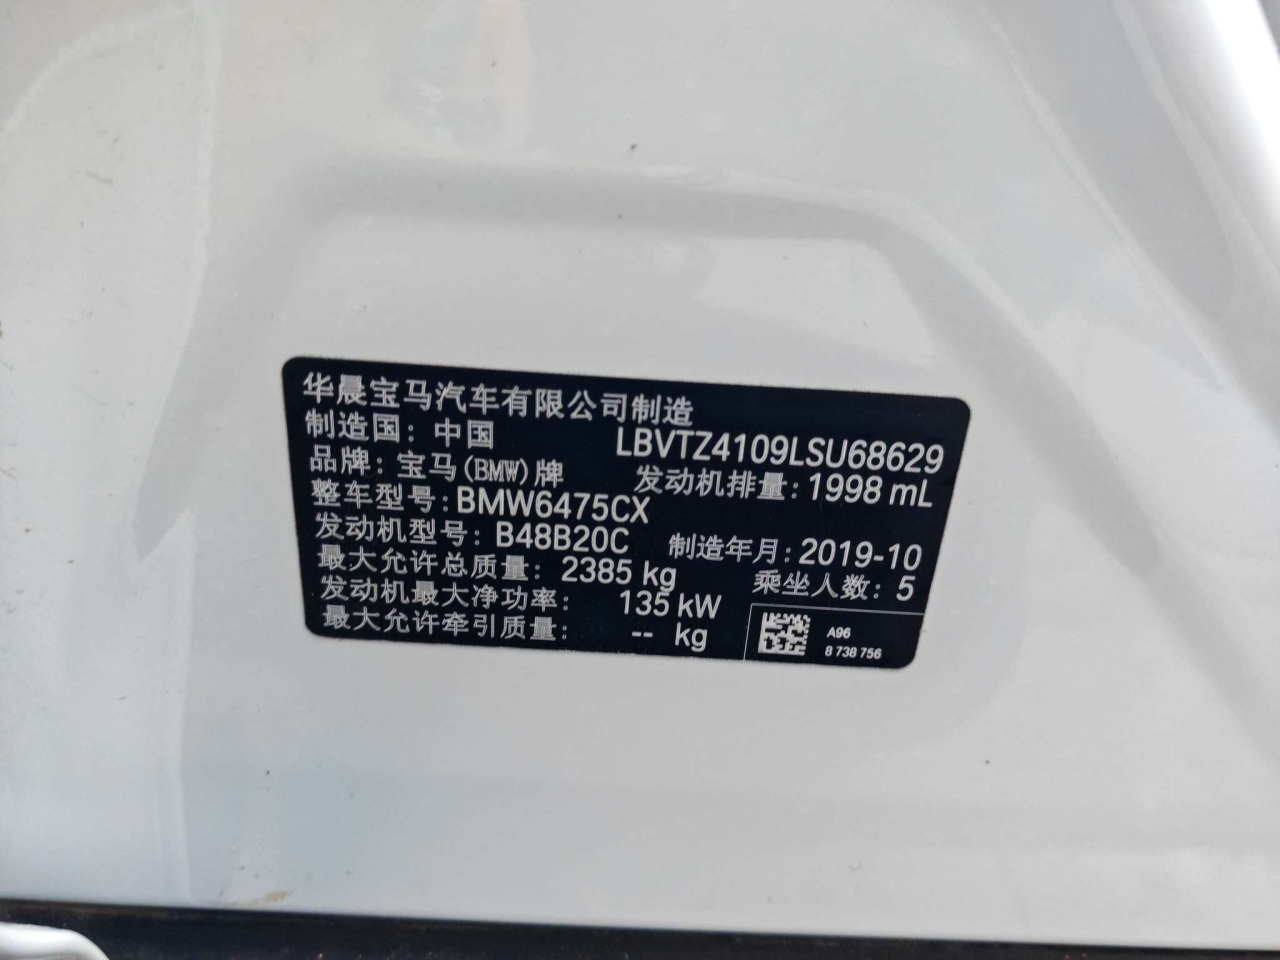 华晨宝马汽车有限公司制造
制造国：中国
LBVTZ4109LSU68629
品牌：宝马(BMW)牌
发动机排量：1998 mL
整车型号：BMW6475CX
发动机型号：B48B20C
制造年月：2019-10
最大允许总质量：2385 kg
乘坐人数：5
发动机最大净功率：135 kW
最大允许牵引质量：-- kg
A96
8 738 756